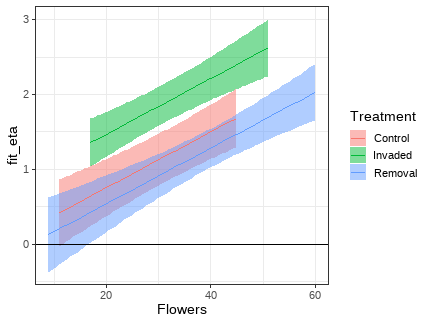 3
2
1
0
fit_eta
20
40
60
Flowers
Treatment
Control
Invaded
Removal